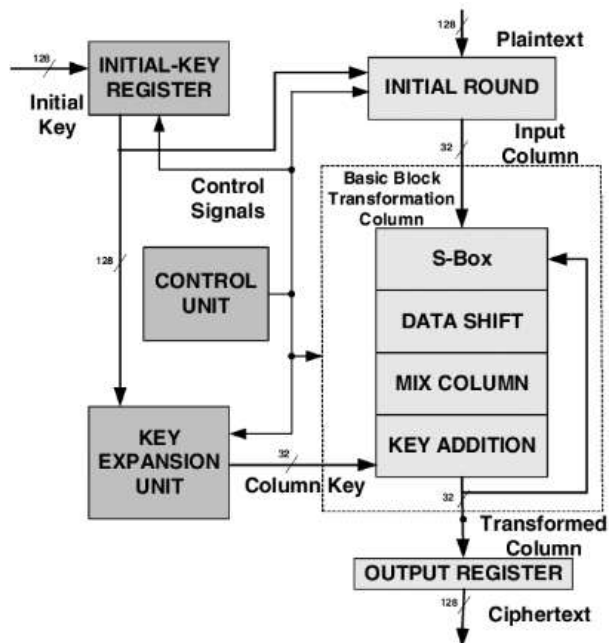 128
Plaintext
128
INITIAL-KEY
REGISTER
INITIAL ROUND
Initial
Key
Input
Column
32
Control
Signals
Basic Block
Transformation
Column
S-Box
128
CONTROL
UNIT
DATA SHIFT
MIX COLUMN
KEY
EXPANSION
UNIT
KEY ADDITION
32
Column Key
32
Transformed
Column
OUTPUT REGISTER
128
Ciphertext